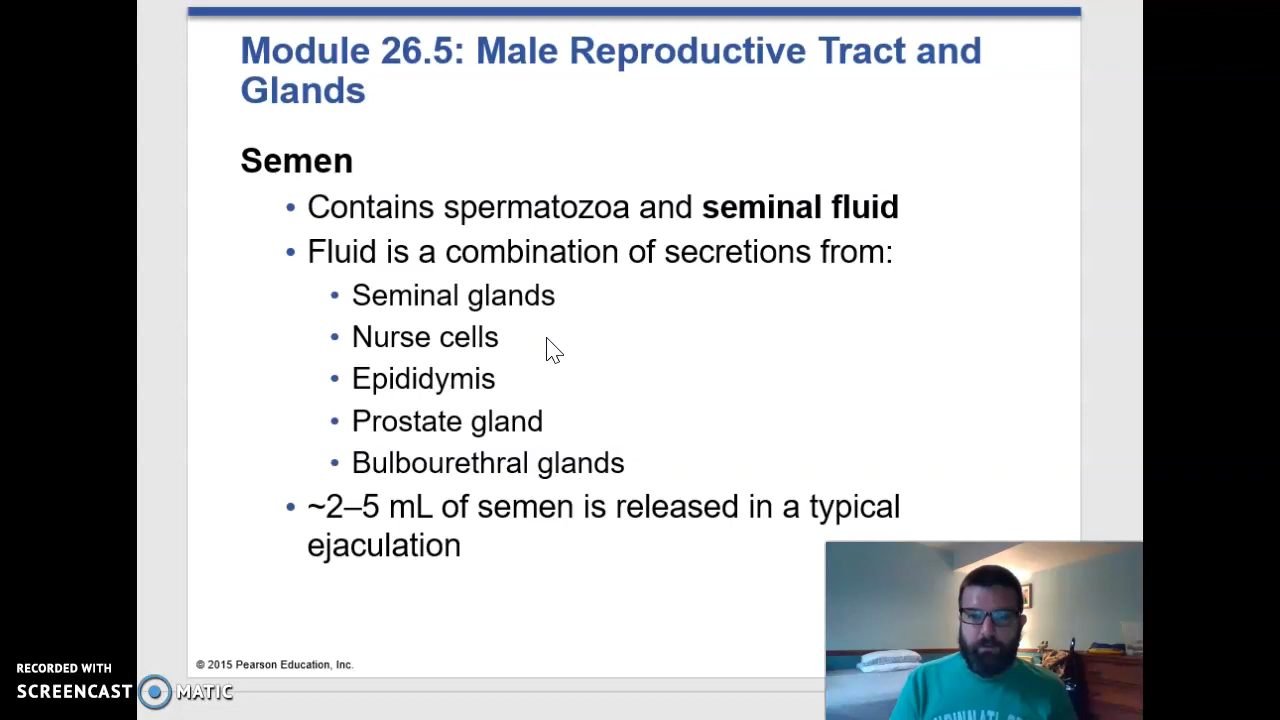 Module 26.5: Male Reproductive Tract and
Glands
Semen
• Contains spermatozoa and seminal fluid
• Fluid is a combination of secretions from:
• Seminal glands
• Nurse cells
• Epididymis
• Prostate gland
• Bulbourethral glands
• ~2–5 mL of semen is released in a typical
ejaculation
© 2015 Pearson Education, Inc.
RECORDED WITH
SCREENCAST MATIC